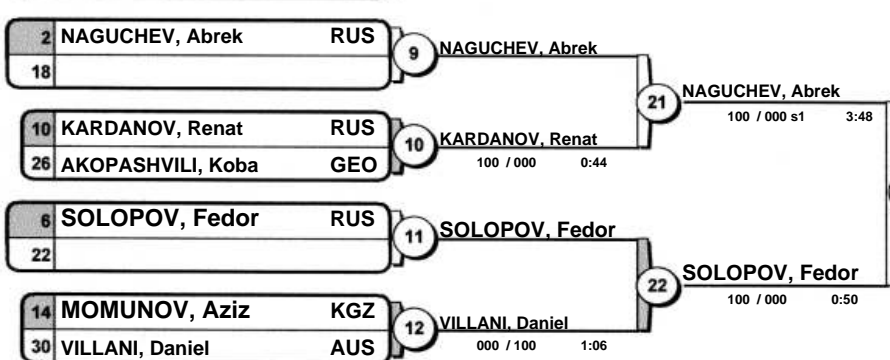 2 NAGUCHEV, Abrek RUS
18
9
NAGUCHEV, Abrek
10 KARDANOV, Renat RUS
26 AKOPASHVILI, Koba GEO
10
KARDANOV, Renat
100 / 000 0:44
21
NAGUCHEV, Abrek
100 / 000 s1 3:48
6 SOLOPOV, Fedor RUS
22
11
SOLOPOV, Fedor
14 MOMUNOV, Aziz KGZ
30 VILLANI, Daniel AUS
12
VILLANI, Daniel
000 / 100 1:06
22
SOLOPOV, Fedor
100 / 000 0:50